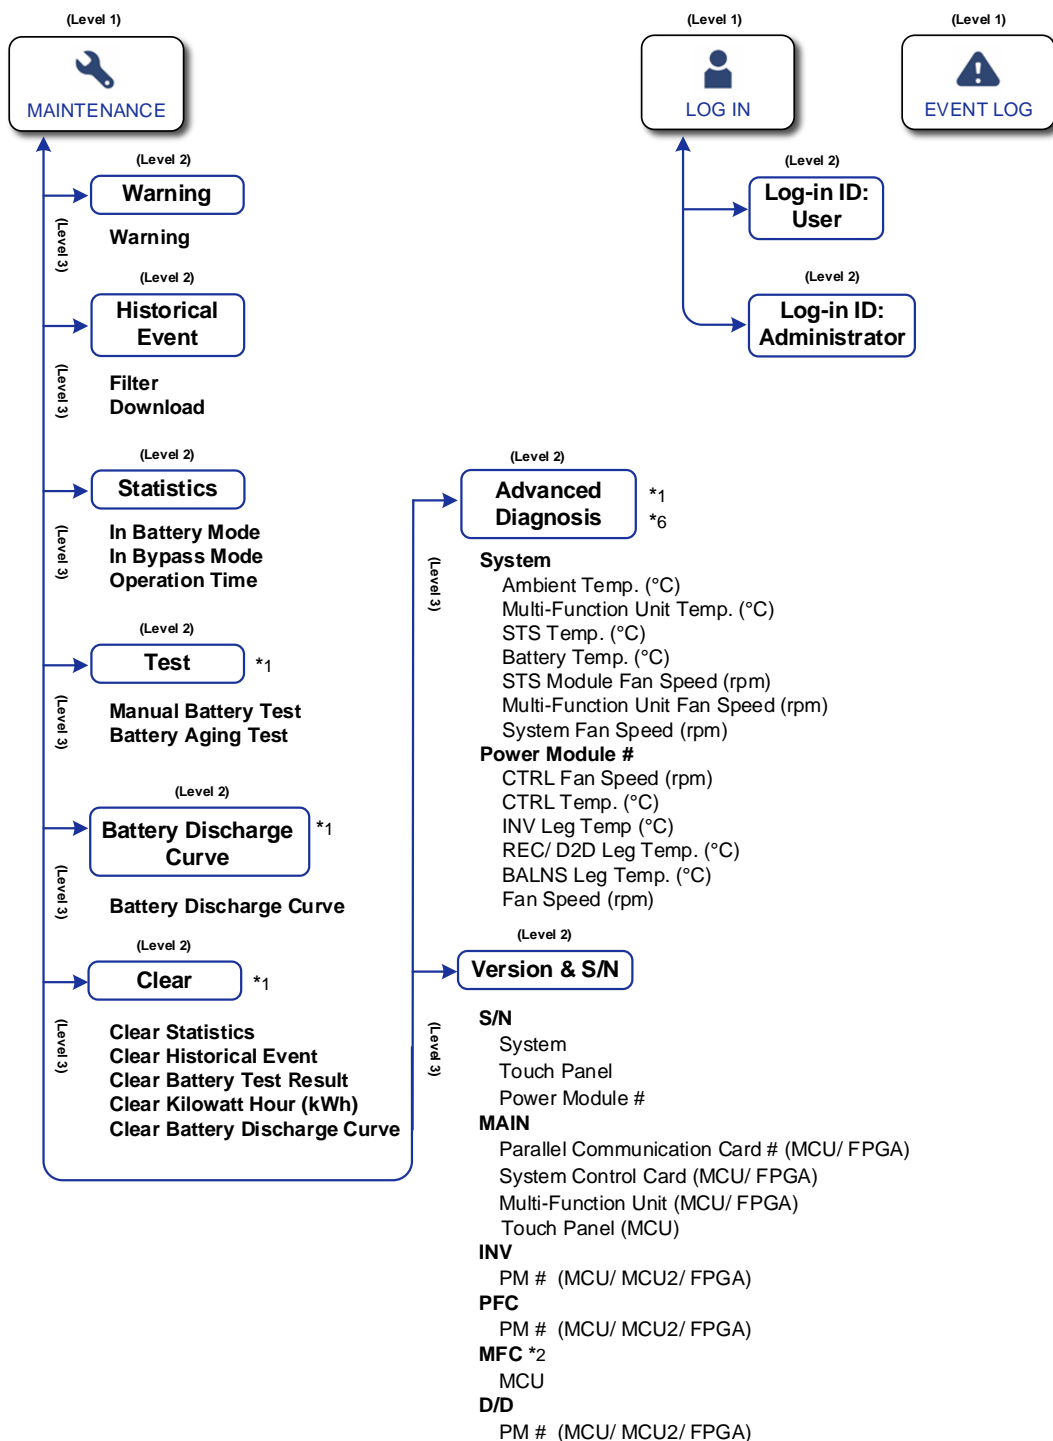 (Level 1)
MAINTENANCE
(Level 2)
Warning
(Level 3)
Warning
(Level 2)
Historical
Event
(Level 3)
Filter
Download
(Level 2)
Statistics
(Level 3)
In Battery Mode
In Bypass Mode
Operation Time
(Level 2)
Test *1
(Level 3)
Manual Battery Test
Battery Aging Test
(Level 2)
Battery Discharge *1
Curve
(Level 3)
Battery Discharge Curve
(Level 2)
Clear *1
(Level 3)
Clear Statistics
Clear Historical Event
Clear Battery Test Result
Clear Kilowatt Hour (kWh)
Clear Battery Discharge Curve
(Level 2)
Advanced *1
Diagnosis *6
(Level 3)
System
Ambient Temp. (°C)
Multi-Function Unit Temp. (°C)
STS Temp. (°C)
Battery Temp. (°C)
STS Module Fan Speed (rpm)
Multi-Function Unit Fan Speed (rpm)
System Fan Speed (rpm)
Power Module #
CTRL Fan Speed (rpm)
CTRL Temp. (°C)
INV Leg Temp (°C)
REC/ D2D Leg Temp. (°C)
BALNS Leg Temp. (°C)
Fan Speed (rpm)
(Level 2)
Version & S/N
(Level 3)
S/N
System
Touch Panel
Power Module #
MAIN
Parallel Communication Card # (MCU/ FPGA)
System Control Card (MCU/ FPGA)
Multi-Function Unit (MCU/ FPGA)
Touch Panel (MCU)
INV
PM # (MCU/ MCU2/ FPGA)
PFC
PM # (MCU/ MCU2/ FPGA)
MFC *2
MCU
D/D
PM # (MCU/ MCU2/ FPGA)
(Level 1)
LOG IN
(Level 2)
Log-in ID:
User
(Level 2)
Log-in ID:
Administrator
(Level 1)
EVENT LOG